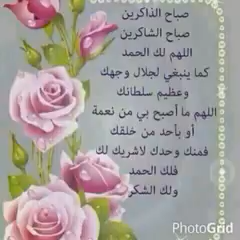 صباح الذاكرين
صباح الشاكرين
اللهم لك الحمد
كما ينبغي لجلال وجهك
وعظيم سلطانك
اللهم ما أصبح بي من نعمة
أو بأحد من خلقك
فمنك وحدك لاشريك لك
فلك الحمد
ولك الشكر
PhotoGrid